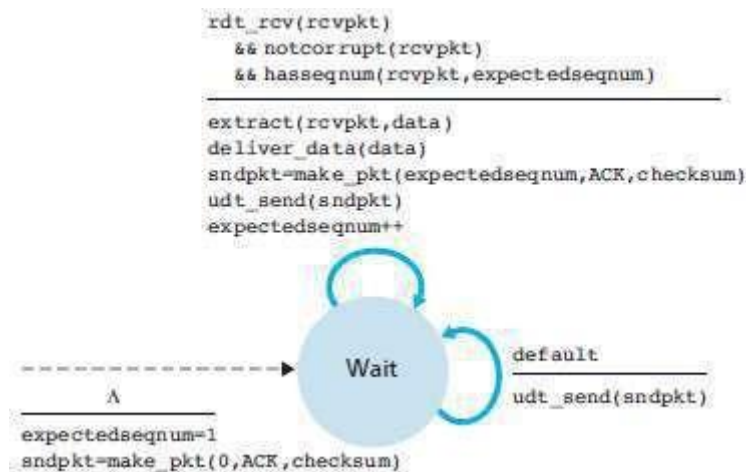 rdt_rcv(rcvpkt)
&& notcorrupt(rcvpkt)
&& hasseqnum(rcvpkt,expectedseqnum)
extract(rcvpkt,data)
deliver_data(data)
sndpkt=make_pkt(expectedseqnum,ACK,checksum)
udt_send(sndpkt)
expectedseqnum++
Wait
default
udt_send(sndpkt)
Λ
expectedseqnum=1
sndpkt=make_pkt(0,ACK,checksum)